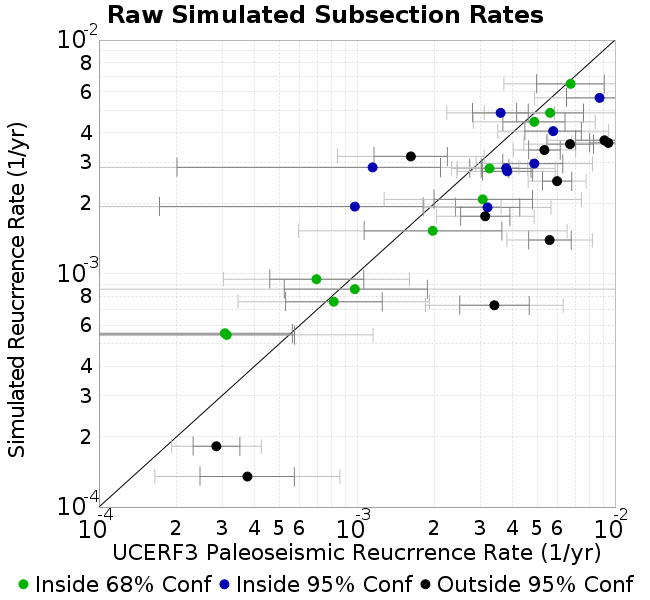 Raw Simulated Subsection Rates
10-2
8
6
4
3
2
10-3
8
6
4
3
2
10-4
Simulated Reucrrence Rate (1/yr)
10-4 2 3 4 5 6 10-3 2 3 4 5 6 10-2
UCERF3 Paleoseismic Reucrrence Rate (1/yr)
Inside 68% Conf Inside 95% Conf Outside 95% Conf